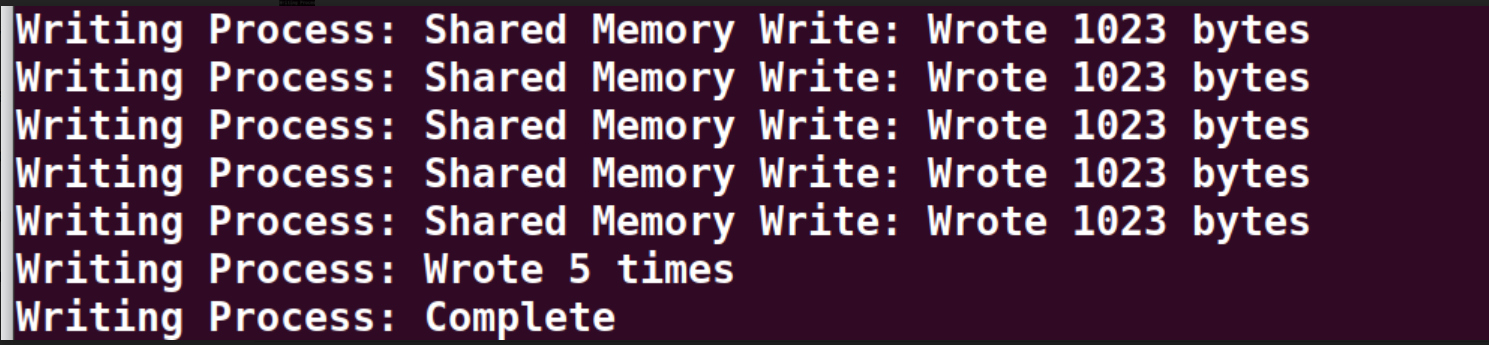 Writing Process: Shared Memory Write: Wrote 1023 bytes
Writing Process: Shared Memory Write: Wrote 1023 bytes
Writing Process: Shared Memory Write: Wrote 1023 bytes
Writing Process: Shared Memory Write: Wrote 1023 bytes
Writing Process: Shared Memory Write: Wrote 1023 bytes
Writing Process: Wrote 5 times
Writing Process: Complete